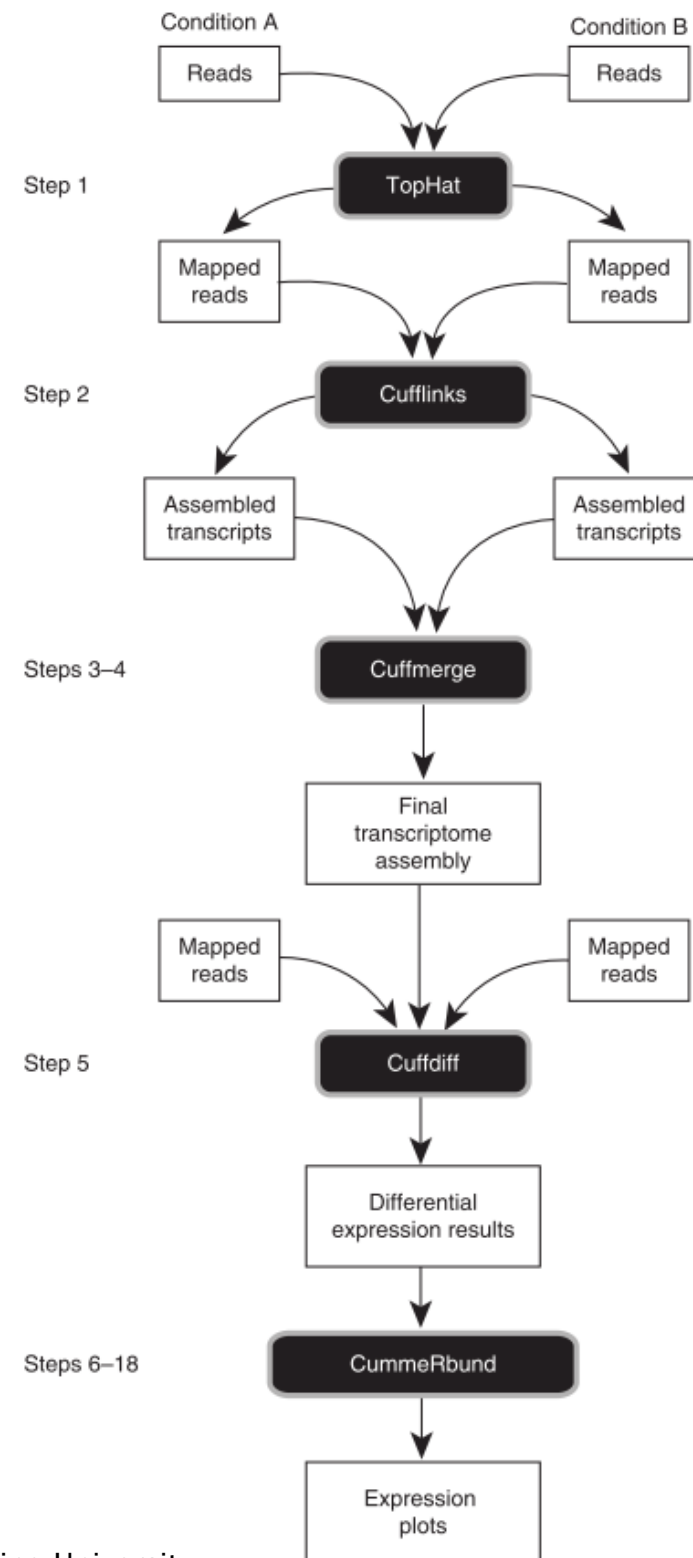 Condition A
Condition B
Reads
Reads
Step 1
TopHat
Mapped
reads
Mapped
reads
Step 2
Cufflinks
Assembled
transcripts
Assembled
transcripts
Steps 3–4
Cuffmerge
Final
transcriptome
assembly
Mapped
reads
Mapped
reads
Step 5
Cuffdiff
Differential
expression results
Steps 6–18
CummeRbund
Expression
plots